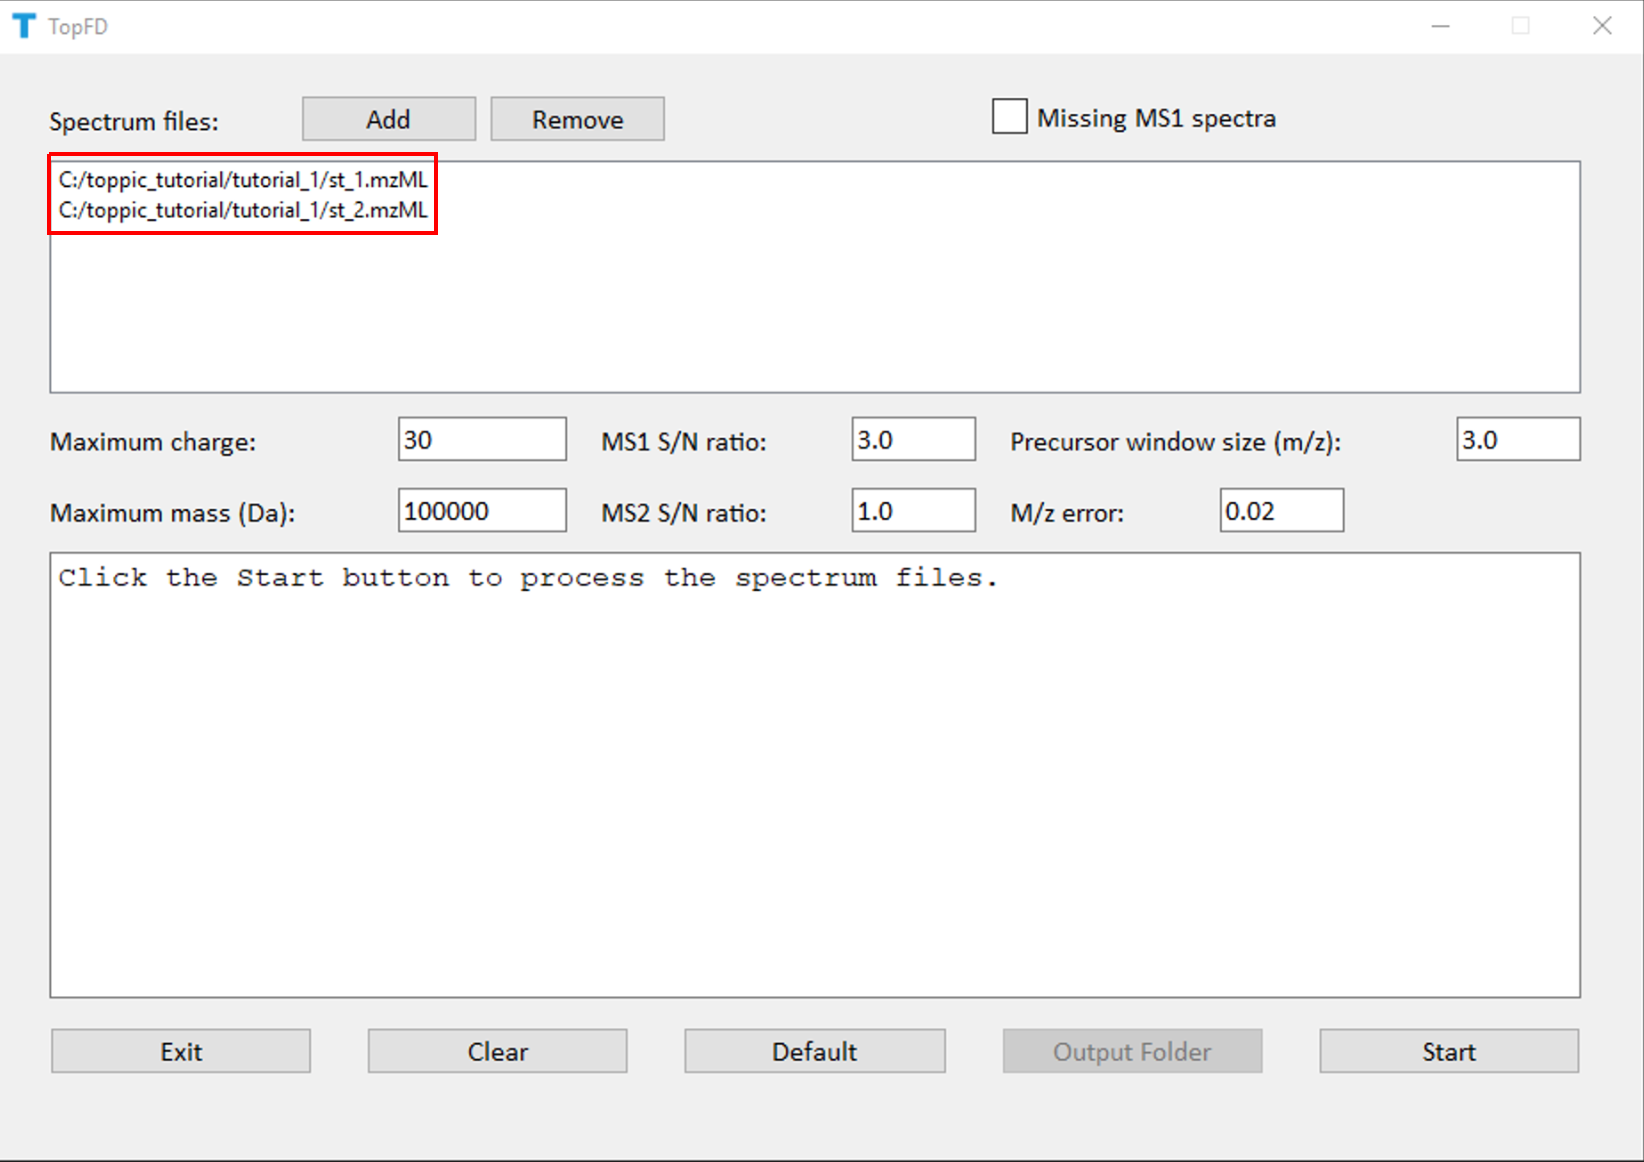 TopFD
Spectrum files: Add Remove Missing MS1 spectra
C:/toppic_tutorial/tutorial_1/st_1.mzML
C:/toppic_tutorial/tutorial_1/st_2.mzML
Maximum charge: 30 MS1 S/N ratio: 3.0 Precursor window size (m/z): 3.0
Maximum mass (Da): 100000 MS2 S/N ratio: 1.0 M/z error: 0.02
Click the Start button to process the spectrum files.
Exit Clear Default Output Folder Start